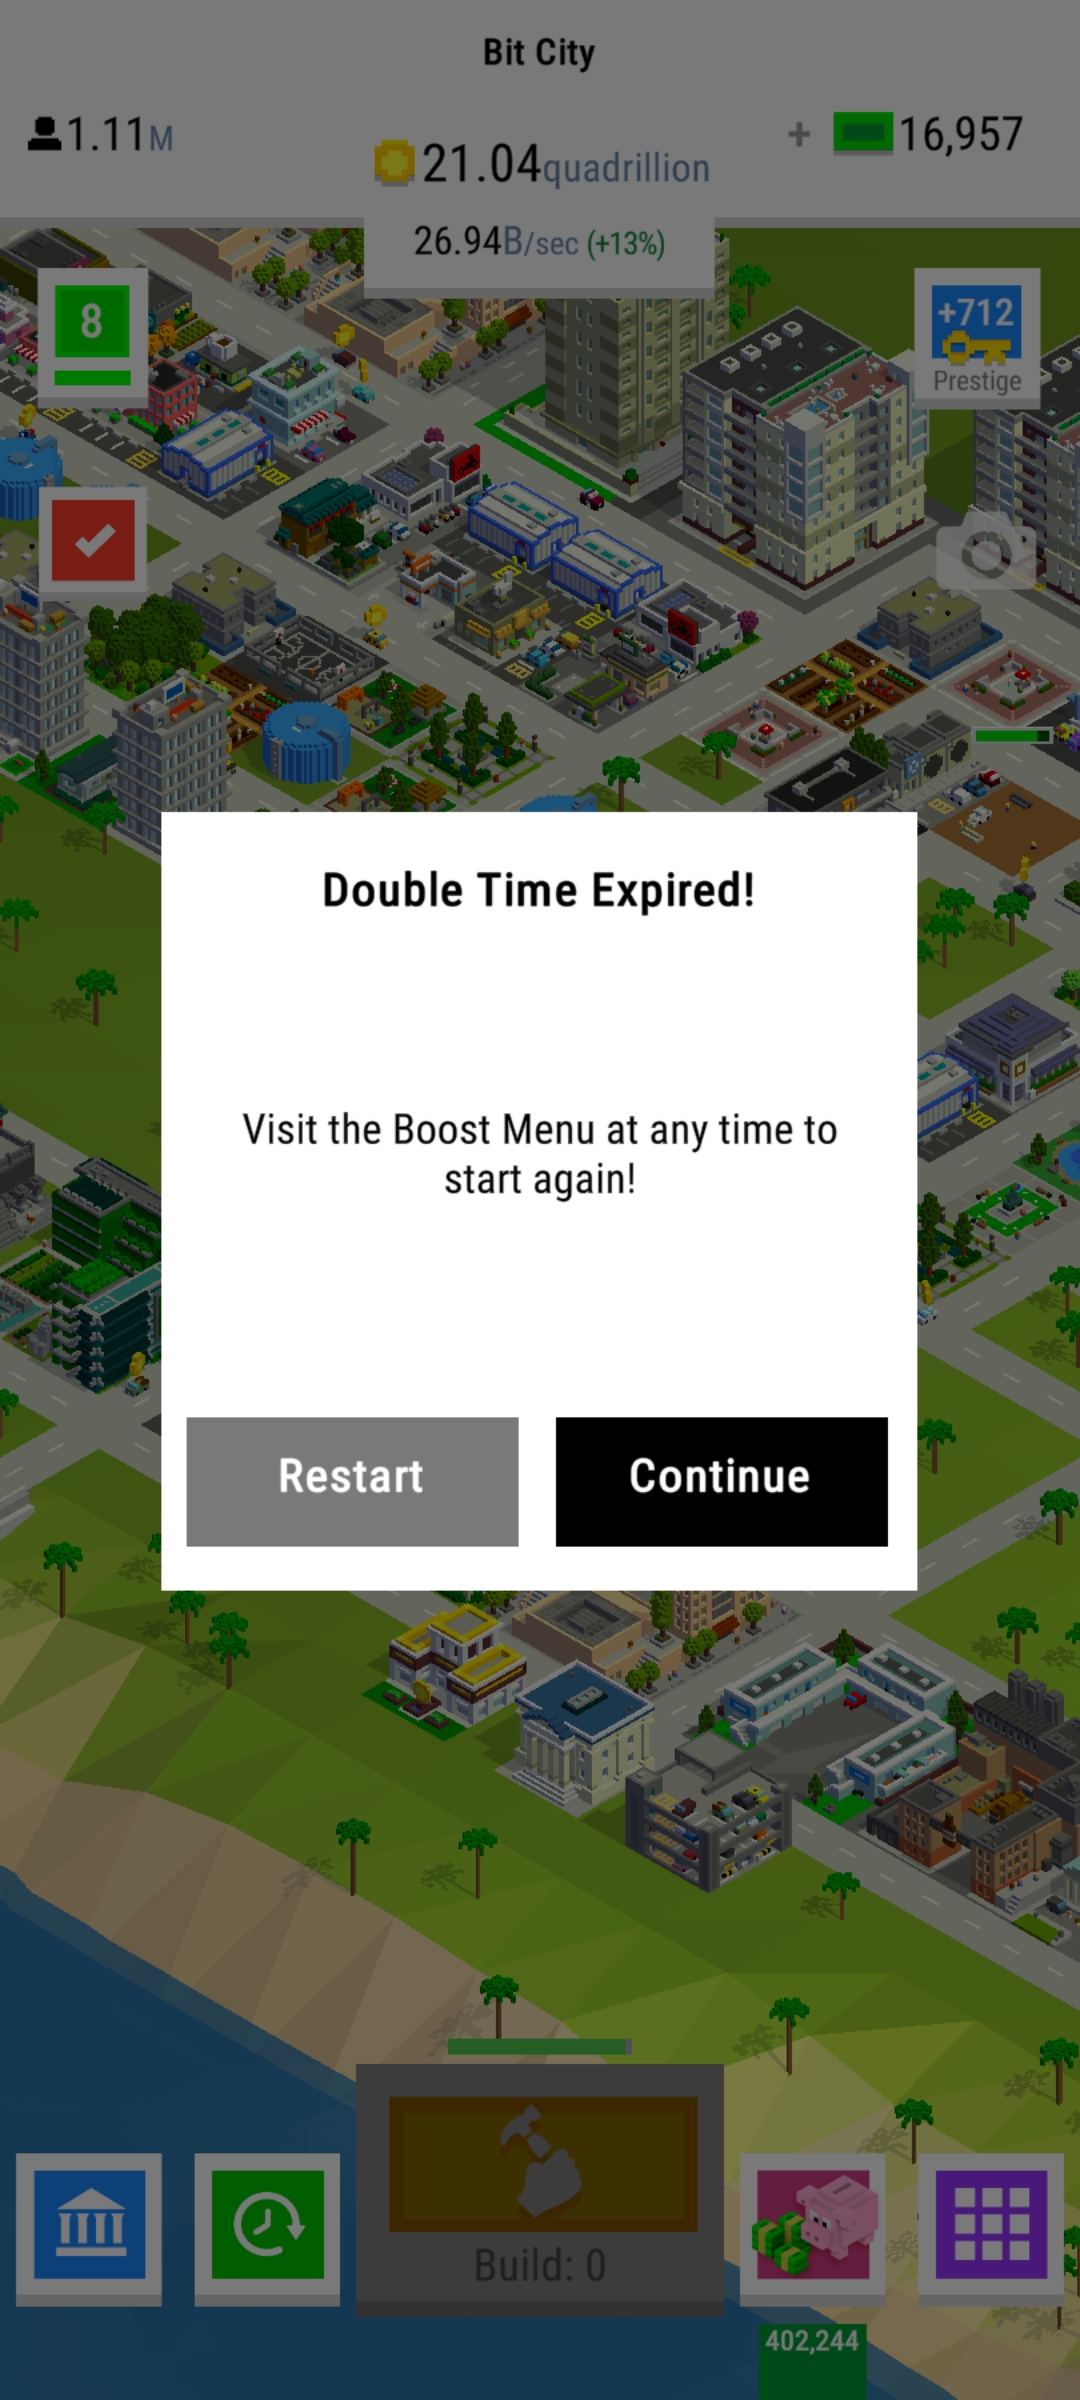 Bit City
1.11M
21.04quadrillion
+ 16,957
26.94B/sec (+13%)
8
+712
Prestige
Double Time Expired!
Visit the Boost Menu at any time to
start again!
Restart
Continue
Build: 0
402,244